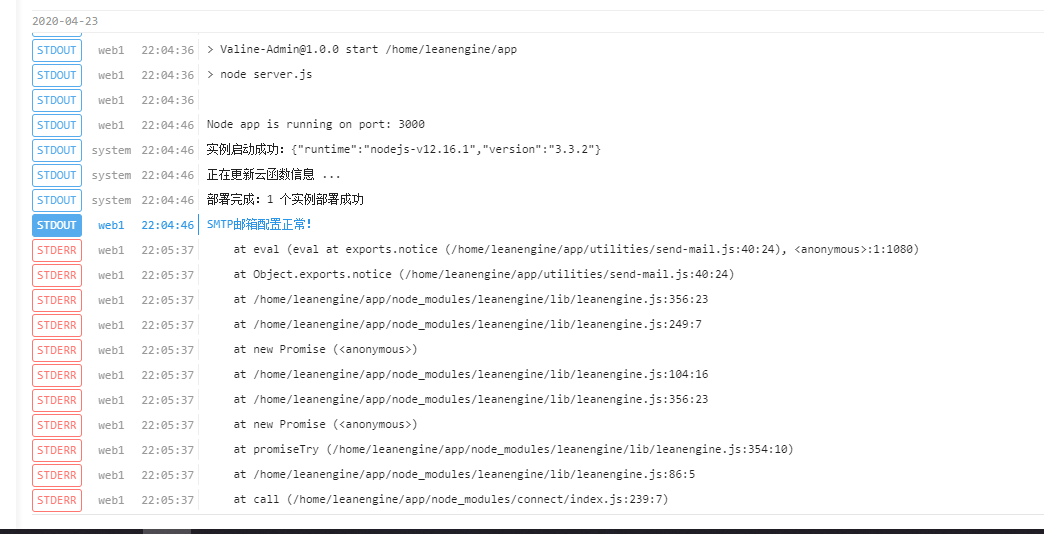 2020-04-23
STDOUT web1 22:04:36 > Valine-Admin@1.0.0 start /home/leanengine/app
STDOUT web1 22:04:36 > node server.js
STDOUT web1 22:04:36
STDOUT web1 22:04:46 Node app is running on port: 3000
STDOUT system 22:04:46 实例启动成功：{"runtime":"nodejs-v12.16.1","version":"3.3.2"}
STDOUT system 22:04:46 正在更新云函数信息 ...
STDOUT system 22:04:46 部署完成：1 个实例部署成功
STDOUT web1 22:04:46 SMTP邮箱配置正常！
STDERR web1 22:05:37 at eval (eval at exports.notice (/home/leanengine/app/utilities/send-mail.js:40:24), <anonymous>:1:1080)
STDERR web1 22:05:37 at Object.exports.notice (/home/leanengine/app/utilities/send-mail.js:40:24)
STDERR web1 22:05:37 at /home/leanengine/app/node_modules/leanengine/lib/leanengine.js:356:23
STDERR web1 22:05:37 at /home/leanengine/app/node_modules/leanengine/lib/leanengine.js:249:7
STDERR web1 22:05:37 at new Promise (<anonymous>)
STDERR web1 22:05:37 at /home/leanengine/app/node_modules/leanengine/lib/leanengine.js:104:16
STDERR web1 22:05:37 at /home/leanengine/app/node_modules/leanengine/lib/leanengine.js:356:23
STDERR web1 22:05:37 at new Promise (<anonymous>)
STDERR web1 22:05:37 at promiseTry (/home/leanengine/app/node_modules/leanengine/lib/leanengine.js:354:10)
STDERR web1 22:05:37 at /home/leanengine/app/node_modules/leanengine/lib/leanengine.js:86:5
STDERR web1 22:05:37 at call (/home/leanengine/app/node_modules/connect/index.js:239:7)